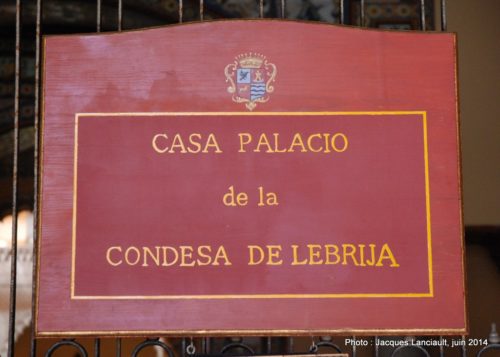 CASA PALACIO
de la
CONDESA DE LEBRIJA
Photo : Jacques Lanciault, juin 2014